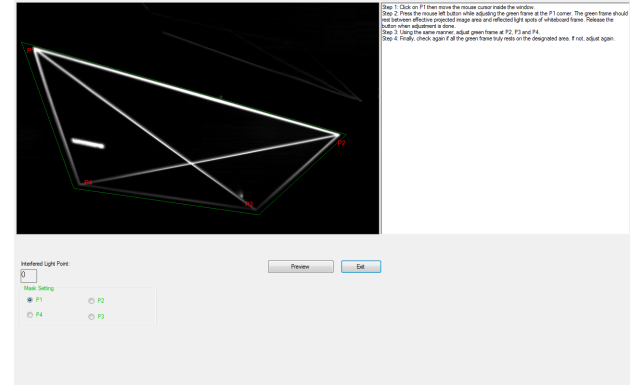 Step 1: Click on P1 then move the mouse cursor inside the window.
Step 2: Press the mouse left button while adjusting the green frame at the P1 corner. The green frame should
rest between effective projected image area and reflected light spots of whiteboard frame. Release the
button when adjustment is done.
Step 3: Using the same manner, adjust green frame at P2, P3 and P4.
Step 4: Finally, check again if all the green frame truly rests on the designated area. If not, adjust again.
P2
P4
P3
Interfered Light Point:
0
Preview
Exit
Mask Setting
P1
P2
P4
P3